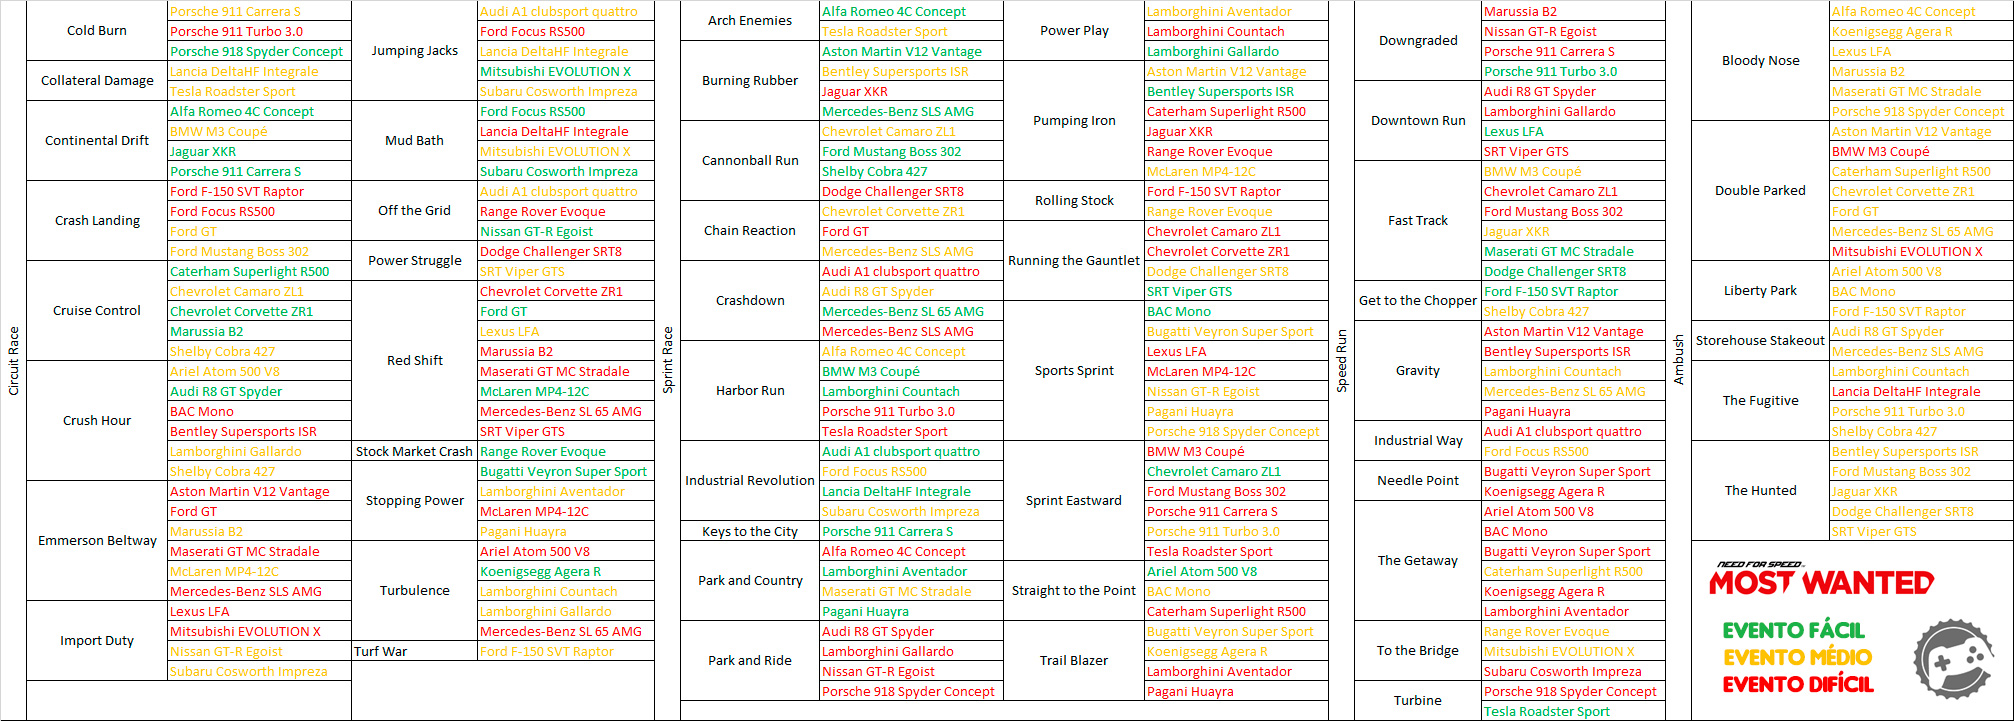 Circuit Race
Cold Burn
Porsche 911 Carrera S
Porsche 911 Turbo 3.0
Porsche 918 Spyder Concept
Collateral Damage
Lancia DeltaHF Integrale
Tesla Roadster Sport
Continental Drift
Alfa Romeo 4C Concept
BMW M3 Coupé
Jaguar XKR
Porsche 911 Carrera S
Crash Landing
Ford F-150 SVT Raptor
Ford Focus RS500
Ford GT
Ford Mustang Boss 302
Cruise Control
Caterham Superlight R500
Chevrolet Camaro ZL1
Chevrolet Corvette ZR1
Marussia B2
Shelby Cobra 427
Crush Hour
Ariel Atom 500 V8
Audi R8 GT Spyder
BAC Mono
Bentley Supersports ISR
Lamborghini Gallardo
Shelby Cobra 427
Emmerson Beltway
Aston Martin V12 Vantage
Ford GT
Marussia B2
Maserati GT MC Stradale
McLaren MP4-12C
Mercedes-Benz SLS AMG
Import Duty
Lexus LFA
Mitsubishi EVOLUTION X
Nissan GT-R Egoist
Subaru Cosworth Impreza
Jumping Jacks
Audi A1 clubsport quattro
Ford Focus RS500
Lancia DeltaHF Integrale
Mitsubishi EVOLUTION X
Subaru Cosworth Impreza
Mud Bath
Ford Focus RS500
Lancia DeltaHF Integrale
Mitsubishi EVOLUTION X
Subaru Cosworth Impreza
Off the Grid
Audi A1 clubsport quattro
Range Rover Evoque
Nissan GT-R Egoist
Power Struggle
Dodge Challenger SRT8
SRT Viper GTS
Red Shift
Chevrolet Corvette ZR1
Ford GT
Lexus LFA
Marussia B2
Maserati GT MC Stradale
McLaren MP4-12C
Mercedes-Benz SL 65 AMG
SRT Viper GTS
Stock Market Crash
Range Rover Evoque
Stopping Power
Bugatti Veyron Super Sport
Lamborghini Aventador
McLaren MP4-12C
Pagani Huayra
Turbulence
Ariel Atom 500 V8
Koenigsegg Agera R
Lamborghini Countach
Lamborghini Gallardo
Mercedes-Benz SL 65 AMG
Turf War
Ford F-150 SVT Raptor
Sprint Race
Arch Enemies
Alfa Romeo 4C Concept
Tesla Roadster Sport
Burning Rubber
Aston Martin V12 Vantage
Bentley Supersports ISR
Jaguar XKR
Mercedes-Benz SLS AMG
Cannonball Run
Chevrolet Camaro ZL1
Ford Mustang Boss 302
Shelby Cobra 427
Dodge Challenger SRT8
Chain Reaction
Chevrolet Corvette ZR1
Ford GT
Mercedes-Benz SLS AMG
Crashdown
Audi A1 clubsport quattro
Audi R8 GT Spyder
Mercedes-Benz SL 65 AMG
Mercedes-Benz SLS AMG
Harbor Run
Alfa Romeo 4C Concept
BMW M3 Coupé
Lamborghini Countach
Porsche 911 Turbo 3.0
Tesla Roadster Sport
Industrial Revolution
Audi A1 clubsport quattro
Ford Focus RS500
Lancia DeltaHF Integrale
Subaru Cosworth Impreza
Keys to the City
Porsche 911 Carrera S
Park and Country
Alfa Romeo 4C Concept
Lamborghini Aventador
Maserati GT MC Stradale
Pagani Huayra
Park and Ride
Audi R8 GT Spyder
Lamborghini Gallardo
Nissan GT-R Egoist
Porsche 918 Spyder Concept
Power Play
Lamborghini Aventador
Lamborghini Countach
Lamborghini Gallardo
Pumping Iron
Aston Martin V12 Vantage
Bentley Supersports ISR
Caterham Superlight R500
Jaguar XKR
Range Rover Evoque
McLaren MP4-12C
Rolling Stock
Ford F-150 SVT Raptor
Range Rover Evoque
Running the Gauntlet
Chevrolet Camaro ZL1
Chevrolet Corvette ZR1
Dodge Challenger SRT8
SRT Viper GTS
Sports Sprint
BAC Mono
Bugatti Veyron Super Sport
Lexus LFA
McLaren MP4-12C
Nissan GT-R Egoist
Pagani Huayra
Porsche 918 Spyder Concept
Sprint Eastward
BMW M3 Coupé
Chevrolet Camaro ZL1
Ford Mustang Boss 302
Porsche 911 Carrera S
Porsche 911 Turbo 3.0
Tesla Roadster Sport
Straight to the Point
Ariel Atom 500 V8
BAC Mono
Caterham Superlight R500
Trail Blazer
Bugatti Veyron Super Sport
Koenigsegg Agera R
Lamborghini Aventador
Pagani Huayra
Speed Run
Downgraded
Marussia B2
Nissan GT-R Egoist
Porsche 911 Carrera S
Porsche 911 Turbo 3.0
Downtown Run
Audi R8 GT Spyder
Lamborghini Gallardo
Lexus LFA
SRT Viper GTS
Fast Track
BMW M3 Coupé
Chevrolet Camaro ZL1
Ford Mustang Boss 302
Jaguar XKR
Maserati GT MC Stradale
Dodge Challenger SRT8
Get to the Chopper
Ford F-150 SVT Raptor
Shelby Cobra 427
Gravity
Aston Martin V12 Vantage
Bentley Supersports ISR
Lamborghini Countach
Mercedes-Benz SL 65 AMG
Pagani Huayra
Industrial Way
Audi A1 clubsport quattro
Ford Focus RS500
Needle Point
Bugatti Veyron Super Sport
Koenigsegg Agera R
The Getaway
Ariel Atom 500 V8
BAC Mono
Bugatti Veyron Super Sport
Caterham Superlight R500
Koenigsegg Agera R
Lamborghini Aventador
To the Bridge
Range Rover Evoque
Mitsubishi EVOLUTION X
Subaru Cosworth Impreza
Turbine
Porsche 918 Spyder Concept
Tesla Roadster Sport
Ambush
Bloody Nose
Alfa Romeo 4C Concept
Koenigsegg Agera R
Lexus LFA
Marussia B2
Maserati GT MC Stradale
Porsche 918 Spyder Concept
Double Parked
Aston Martin V12 Vantage
BMW M3 Coupé
Caterham Superlight R500
Chevrolet Corvette ZR1
Ford GT
Mercedes-Benz SL 65 AMG
Mitsubishi EVOLUTION X
Liberty Park
Ariel Atom 500 V8
BAC Mono
Ford F-150 SVT Raptor
Storehouse Stakeout
Audi R8 GT Spyder
Mercedes-Benz SLS AMG
The Fugitive
Lamborghini Countach
Lancia DeltaHF Integrale
Porsche 911 Turbo 3.0
Shelby Cobra 427
The Hunted
Bentley Supersports ISR
Ford Mustang Boss 302
Jaguar XKR
Dodge Challenger SRT8
SRT Viper GTS
NEED FOR SPEED
MOST WANTED
EVENTO FÁCIL
EVENTO MÉDIO
EVENTO DIFÍCIL